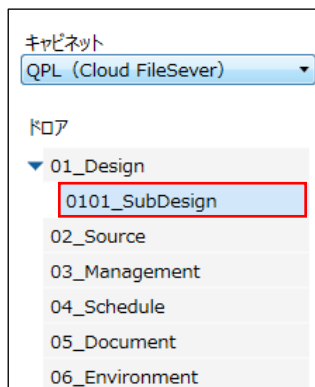 キャビネット
QPL（Cloud FileSever）
ドロア
01_Design
0101_SubDesign
02_Source
03_Management
04_Schedule
05_Document
06_Environment